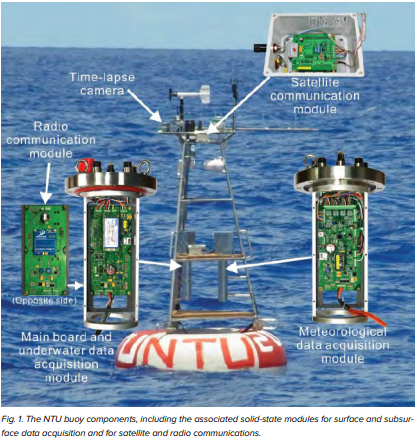 Time-lapse
camera
Satellite
communication
module
Radio
communication
module
(Opposite side)
Main board and
underwater data
acquisition
module
Meteorological
data acquisition
module
NTU2
Fig. 1. The NTU buoy components, including the associated solid-state modules for surface and subsur-
face data acquisition and for satellite and radio communications.